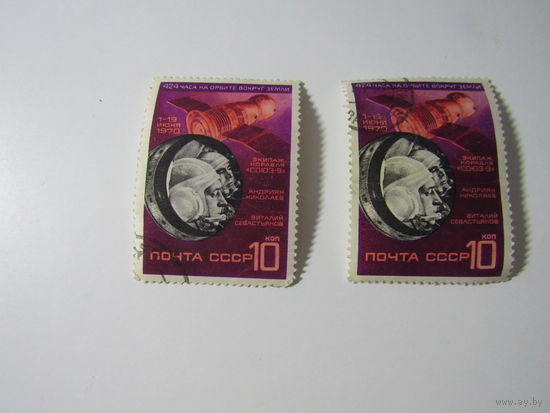 424 ЧАСА НА ОРБИТЕ ВОКРУГ ЗЕМЛИ
1-19
ИЮНЯ
1970
ЭКИПАЖ
КОРАБЛЯ
«СОЮЗ-9»
АНДРИЯН
НИКОЛАЕВ
ВИТАЛИЙ
СЕВАСТЬЯНОВ
КОП
ПОЧТА СССР 10
424 ЧАСА НА ОРБИТЕ ВОКРУГ ЗЕМЛИ
1-19
ИЮНЯ
1970
ЭКИПАЖ
КОРАБЛЯ
«СОЮЗ-9»
АНДРИЯН
НИКОЛАЕВ
ВИТАЛИЙ
СЕВАСТЬЯНОВ
КОП
ПОЧТА СССР 10
www.ay.by